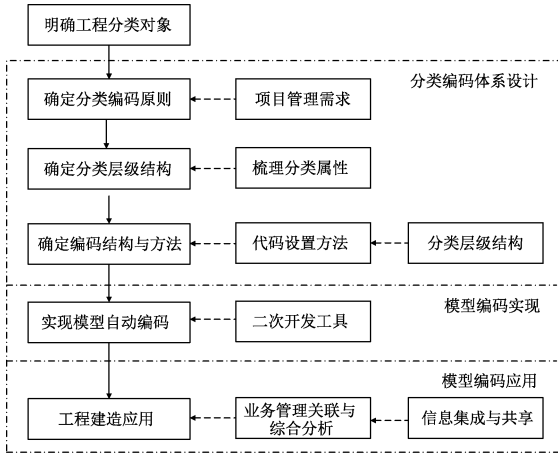 明确工程分类对象
分类编码体系设计
确定分类编码原则
项目管理需求
确定分类层级结构
梳理分类属性
确定编码结构与方法
代码设置方法
分类层级结构
模型编码实现
实现模型自动编码
二次开发工具
模型编码应用
工程建造应用
业务管理关联与
综合分析
信息集成与共享